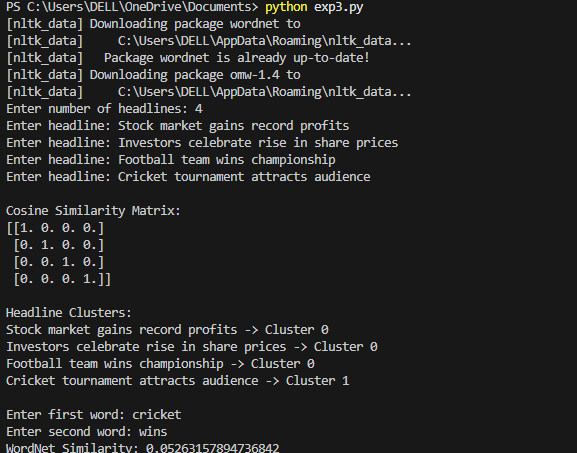 PS C:\Users\DELL\OneDrive\Documents> python exp3.py
[nltk_data] Downloading package wordnet to
[nltk_data]     C:\Users\DELL\AppData\Roaming\nltk_data...
[nltk_data]   Package wordnet is already up-to-date!
[nltk_data] Downloading package omw-1.4 to
[nltk_data]     C:\Users\DELL\AppData\Roaming\nltk_data...
Enter number of headlines: 4
Enter headline: Stock market gains record profits
Enter headline: Investors celebrate rise in share prices
Enter headline: Football team wins championship
Enter headline: Cricket tournament attracts audience

Cosine Similarity Matrix:
[[1. 0. 0. 0.]
 [0. 1. 0. 0.]
 [0. 0. 1. 0.]
 [0. 0. 0. 1.]]

Headline Clusters:
Stock market gains record profits -> Cluster 0
Investors celebrate rise in share prices -> Cluster 0
Football team wins championship -> Cluster 0
Cricket tournament attracts audience -> Cluster 1

Enter first word: cricket
Enter second word: wins
WordNet Similarity: 0.05263157894736842